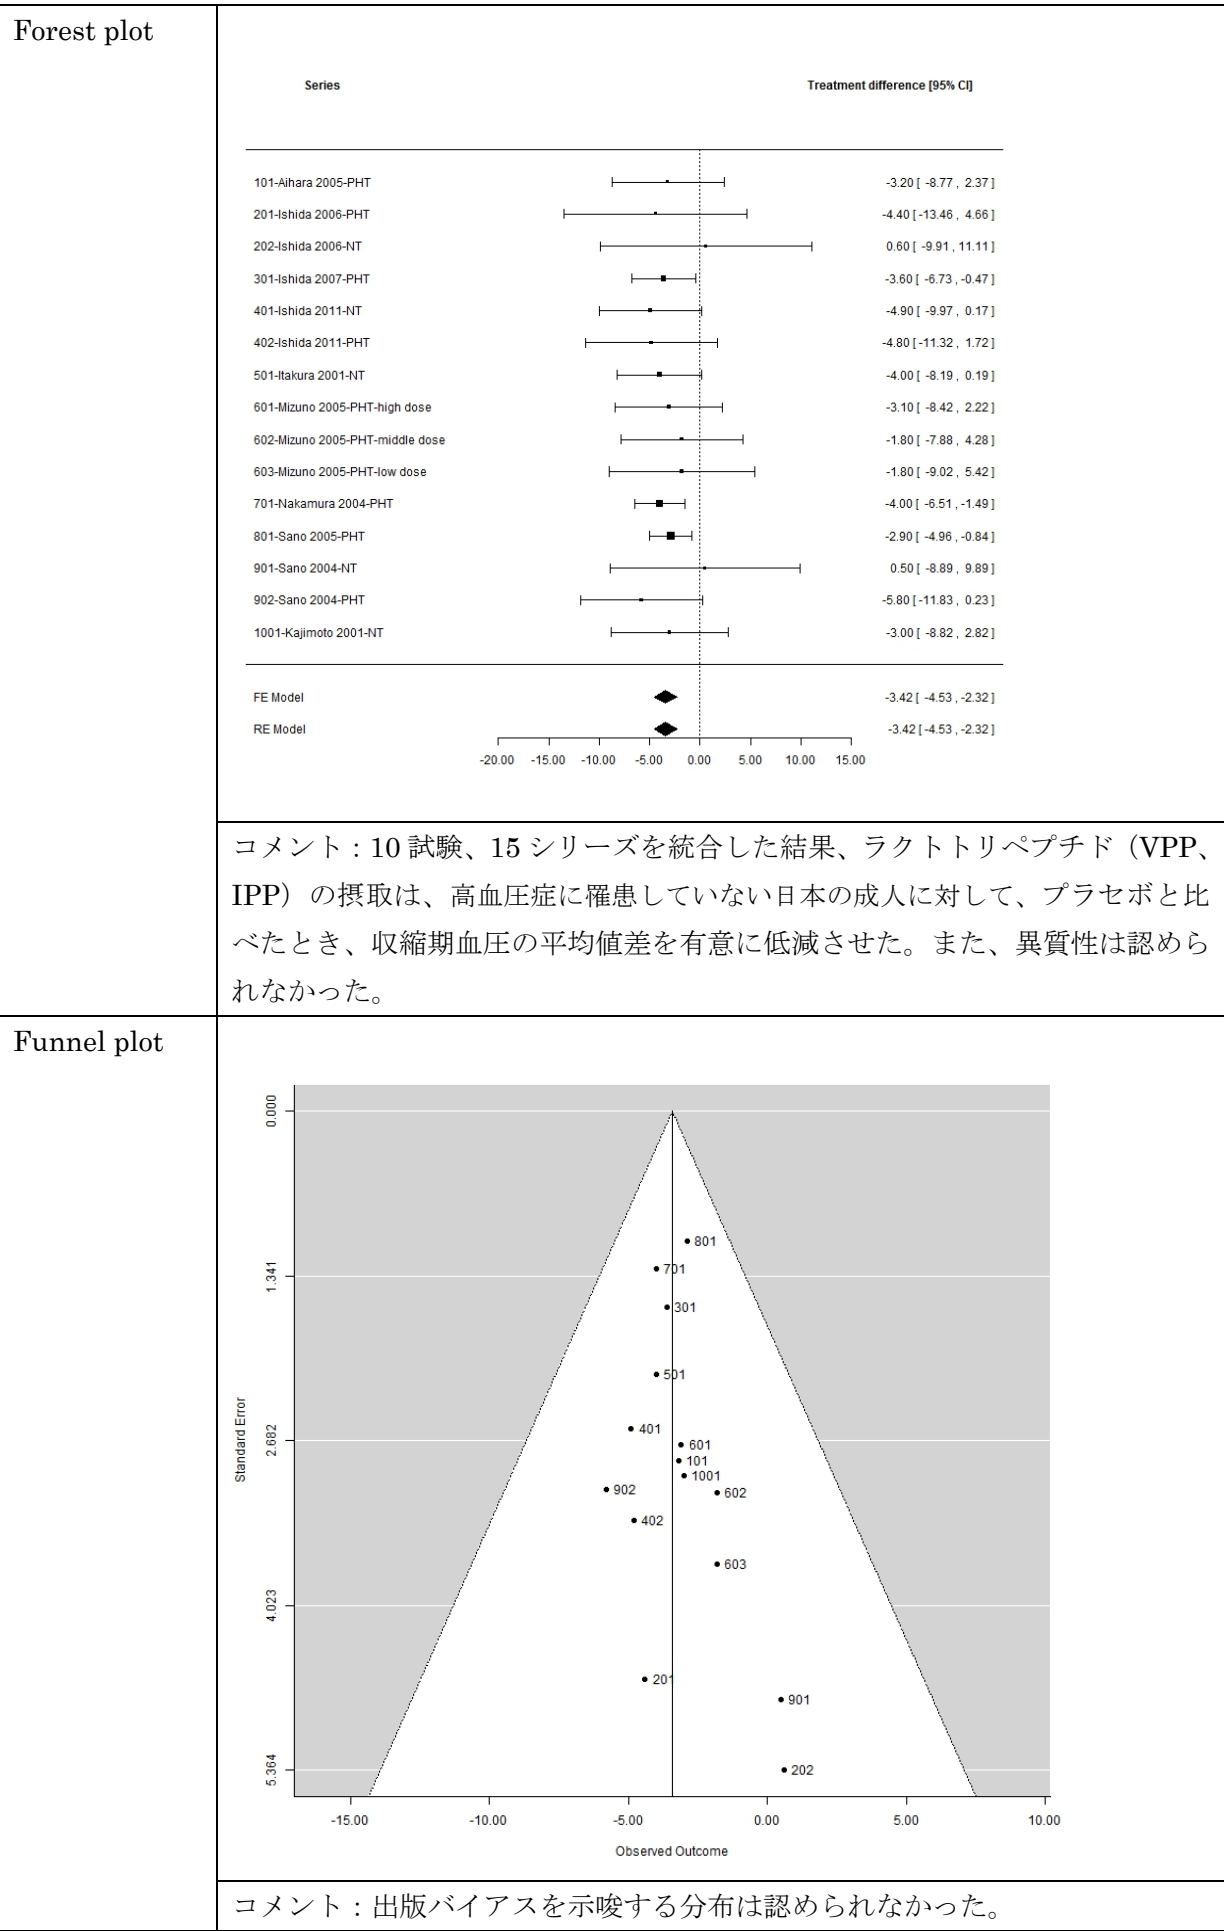 Forest plot
Series Treatment difference [95% CI]
101-Aihara 2005-PHT -3.20 [ -8.77 , 2.37 ]
201-Ishida 2006-PHT -4.40 [ -13.46 , 4.66 ]
202-Ishida 2006-NT 0.60 [ -9.91 , 11.11 ]
301-Ishida 2007-PHT -3.60 [ -6.73 , -0.47 ]
401-Ishida 2011-NT -4.90 [ -9.97 , 0.17 ]
402-Ishida 2011-PHT -4.80 [ -11.32 , 1.72 ]
501-Itakura 2001-NT -4.00 [ -8.19 , 0.19 ]
601-Mizuno 2005-PHT-high dose -3.10 [ -8.42 , 2.22 ]
602-Mizuno 2005-PHT-middle dose -1.80 [ -7.88 , 4.28 ]
603-Mizuno 2005-PHT-low dose -1.80 [ -9.02 , 5.42 ]
701-Nakamura 2004-PHT -4.00 [ -6.51 , -1.49 ]
801-Sano 2005-PHT -2.90 [ -4.96 , -0.84 ]
901-Sano 2004-NT 0.50 [ -8.89 , 9.89 ]
902-Sano 2004-PHT -5.80 [ -11.83 , 0.23 ]
1001-Kajimoto 2001-NT -3.00 [ -8.82 , 2.82 ]
FE Model -3.42 [ -4.53 , -2.32 ]
RE Model -3.42 [ -4.53 , -2.32 ]
-20.00 -15.00 -10.00 -5.00 0.00 5.00 10.00 15.00
コメント：10 試験、15 シリーズを統合した結果、ラクトトリペプチド（VPP、
IPP）の摂取は、高血圧症に罹患していない日本の成人に対して、プラセボと比
べたとき、収縮期血圧の平均値差を有意に低減させた。また、異質性は認めら
れなかった。
Funnel plot
Standard Error
0.000
1.341
2.682
4.023
5.364
801
701
301
501
401
601
101
1001
902
602
402
603
201
901
202
-15.00 -10.00 -5.00 0.00 5.00 10.00
Observed Outcome
コメント：出版バイアスを示唆する分布は認められなかった。